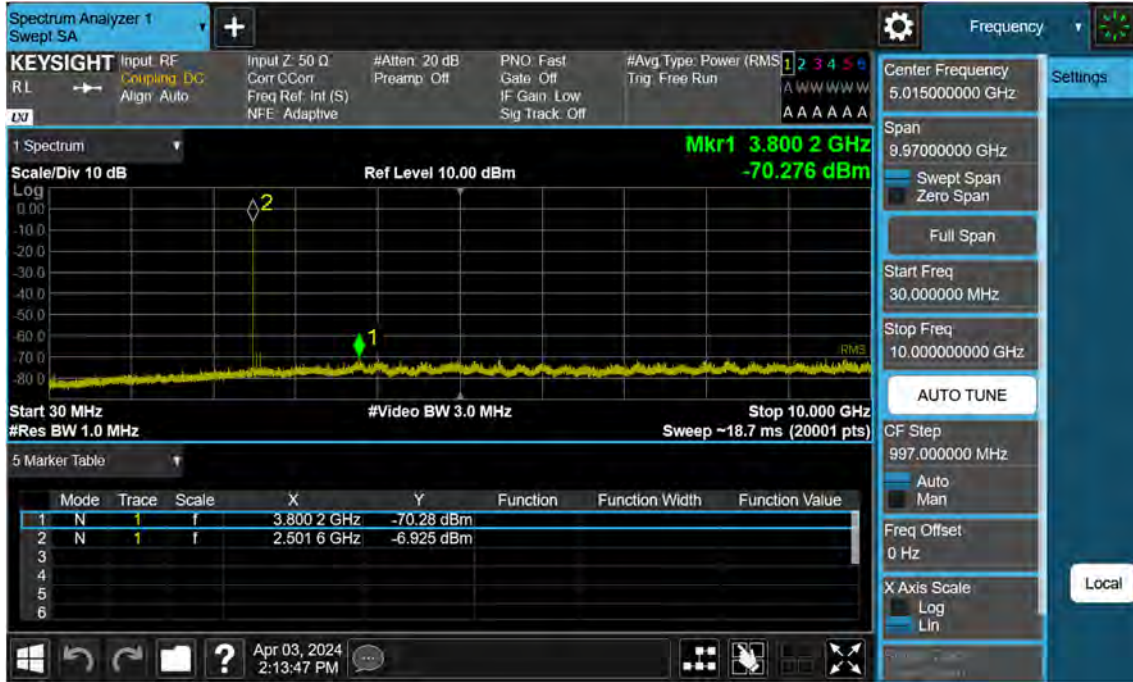 Spectrum Analyzer 1
Swept SA
Frequency
KEYSIGHT
RL
LXI
Input: RF
Coupling: DC
Align: Auto
Input Z: 50 Ω
Corr CCorr
Freq Ref: Int (S)
NFE: Adaptive
#Atten: 20 dB
Preamp: Off
PNO: Fast
Gate: Off
IF Gain: Low
Sig Track: Off
#Avg Type: Power (RMS
Trig: Free Run
1 2 3 4 5 6
A W W W W W
A A A A A A
1 Spectrum
Scale/Div 10 dB
Ref Level 10.00 dBm
Mkr1 3.800 2 GHz
-70.276 dBm
Log
0.00
-10.0
-20.0
-30.0
-40.0
-50.0
-60.0
-70.0
-80.0
2
1
RMS
Start 30 MHz
#Video BW 3.0 MHz
Stop 10.000 GHz
#Res BW 1.0 MHz
Sweep ~18.7 ms (20001 pts)
5 Marker Table
Mode Trace Scale X Y Function Function Width Function Value
1 N 1 f 3.800 2 GHz -70.28 dBm
2 N 1 f 2.501 6 GHz -6.925 dBm
3
4
5
6
Apr 03, 2024
2:13:47 PM
Center Frequency
5.015000000 GHz
Span
9.97000000 GHz
Swept Span
Zero Span
Full Span
Start Freq
30.000000 MHz
Stop Freq
10.000000000 GHz
AUTO TUNE
CF Step
997.000000 MHz
Auto
Man
Freq Offset
0 Hz
X Axis Scale
Log
Lin
Settings
Local